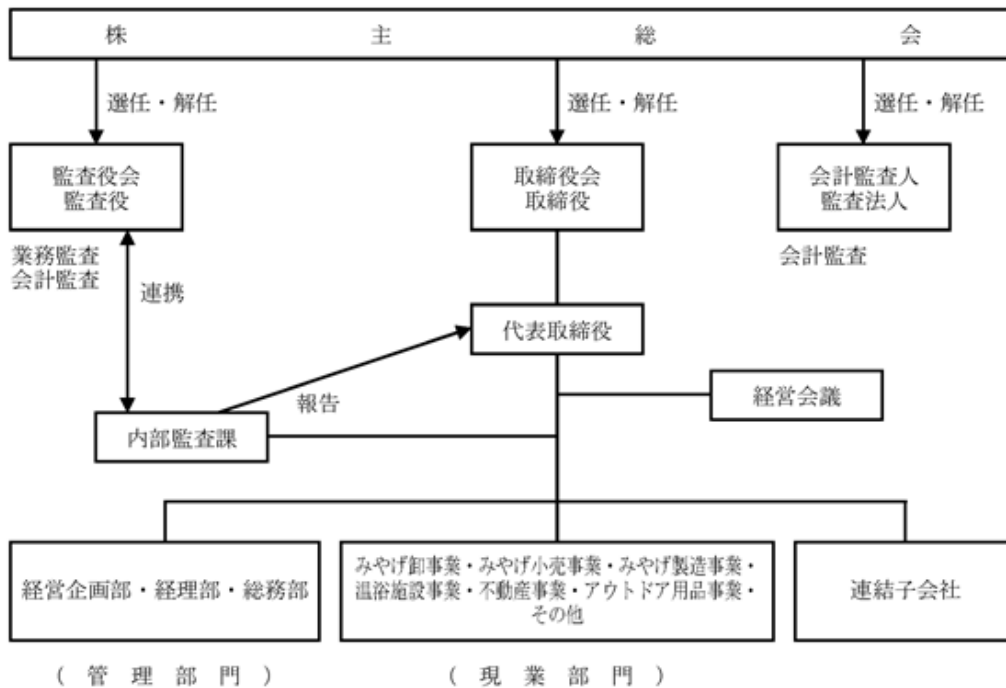 株主総会
選任・解任
選任・解任
選任・解任
監査役会
監査役
取締役会
取締役
会計監査人
監査法人
業務監査
会計監査
会計監査
連携
代表取締役
報告
経営会議
内部監査課
経営企画部・経理部・総務部
みやげ卸事業・みやげ小売事業・みやげ製造事業・
温浴施設事業・不動産事業・アウトドア用品事業・
その他
連結子会社
(管理部門)
(現業部門)